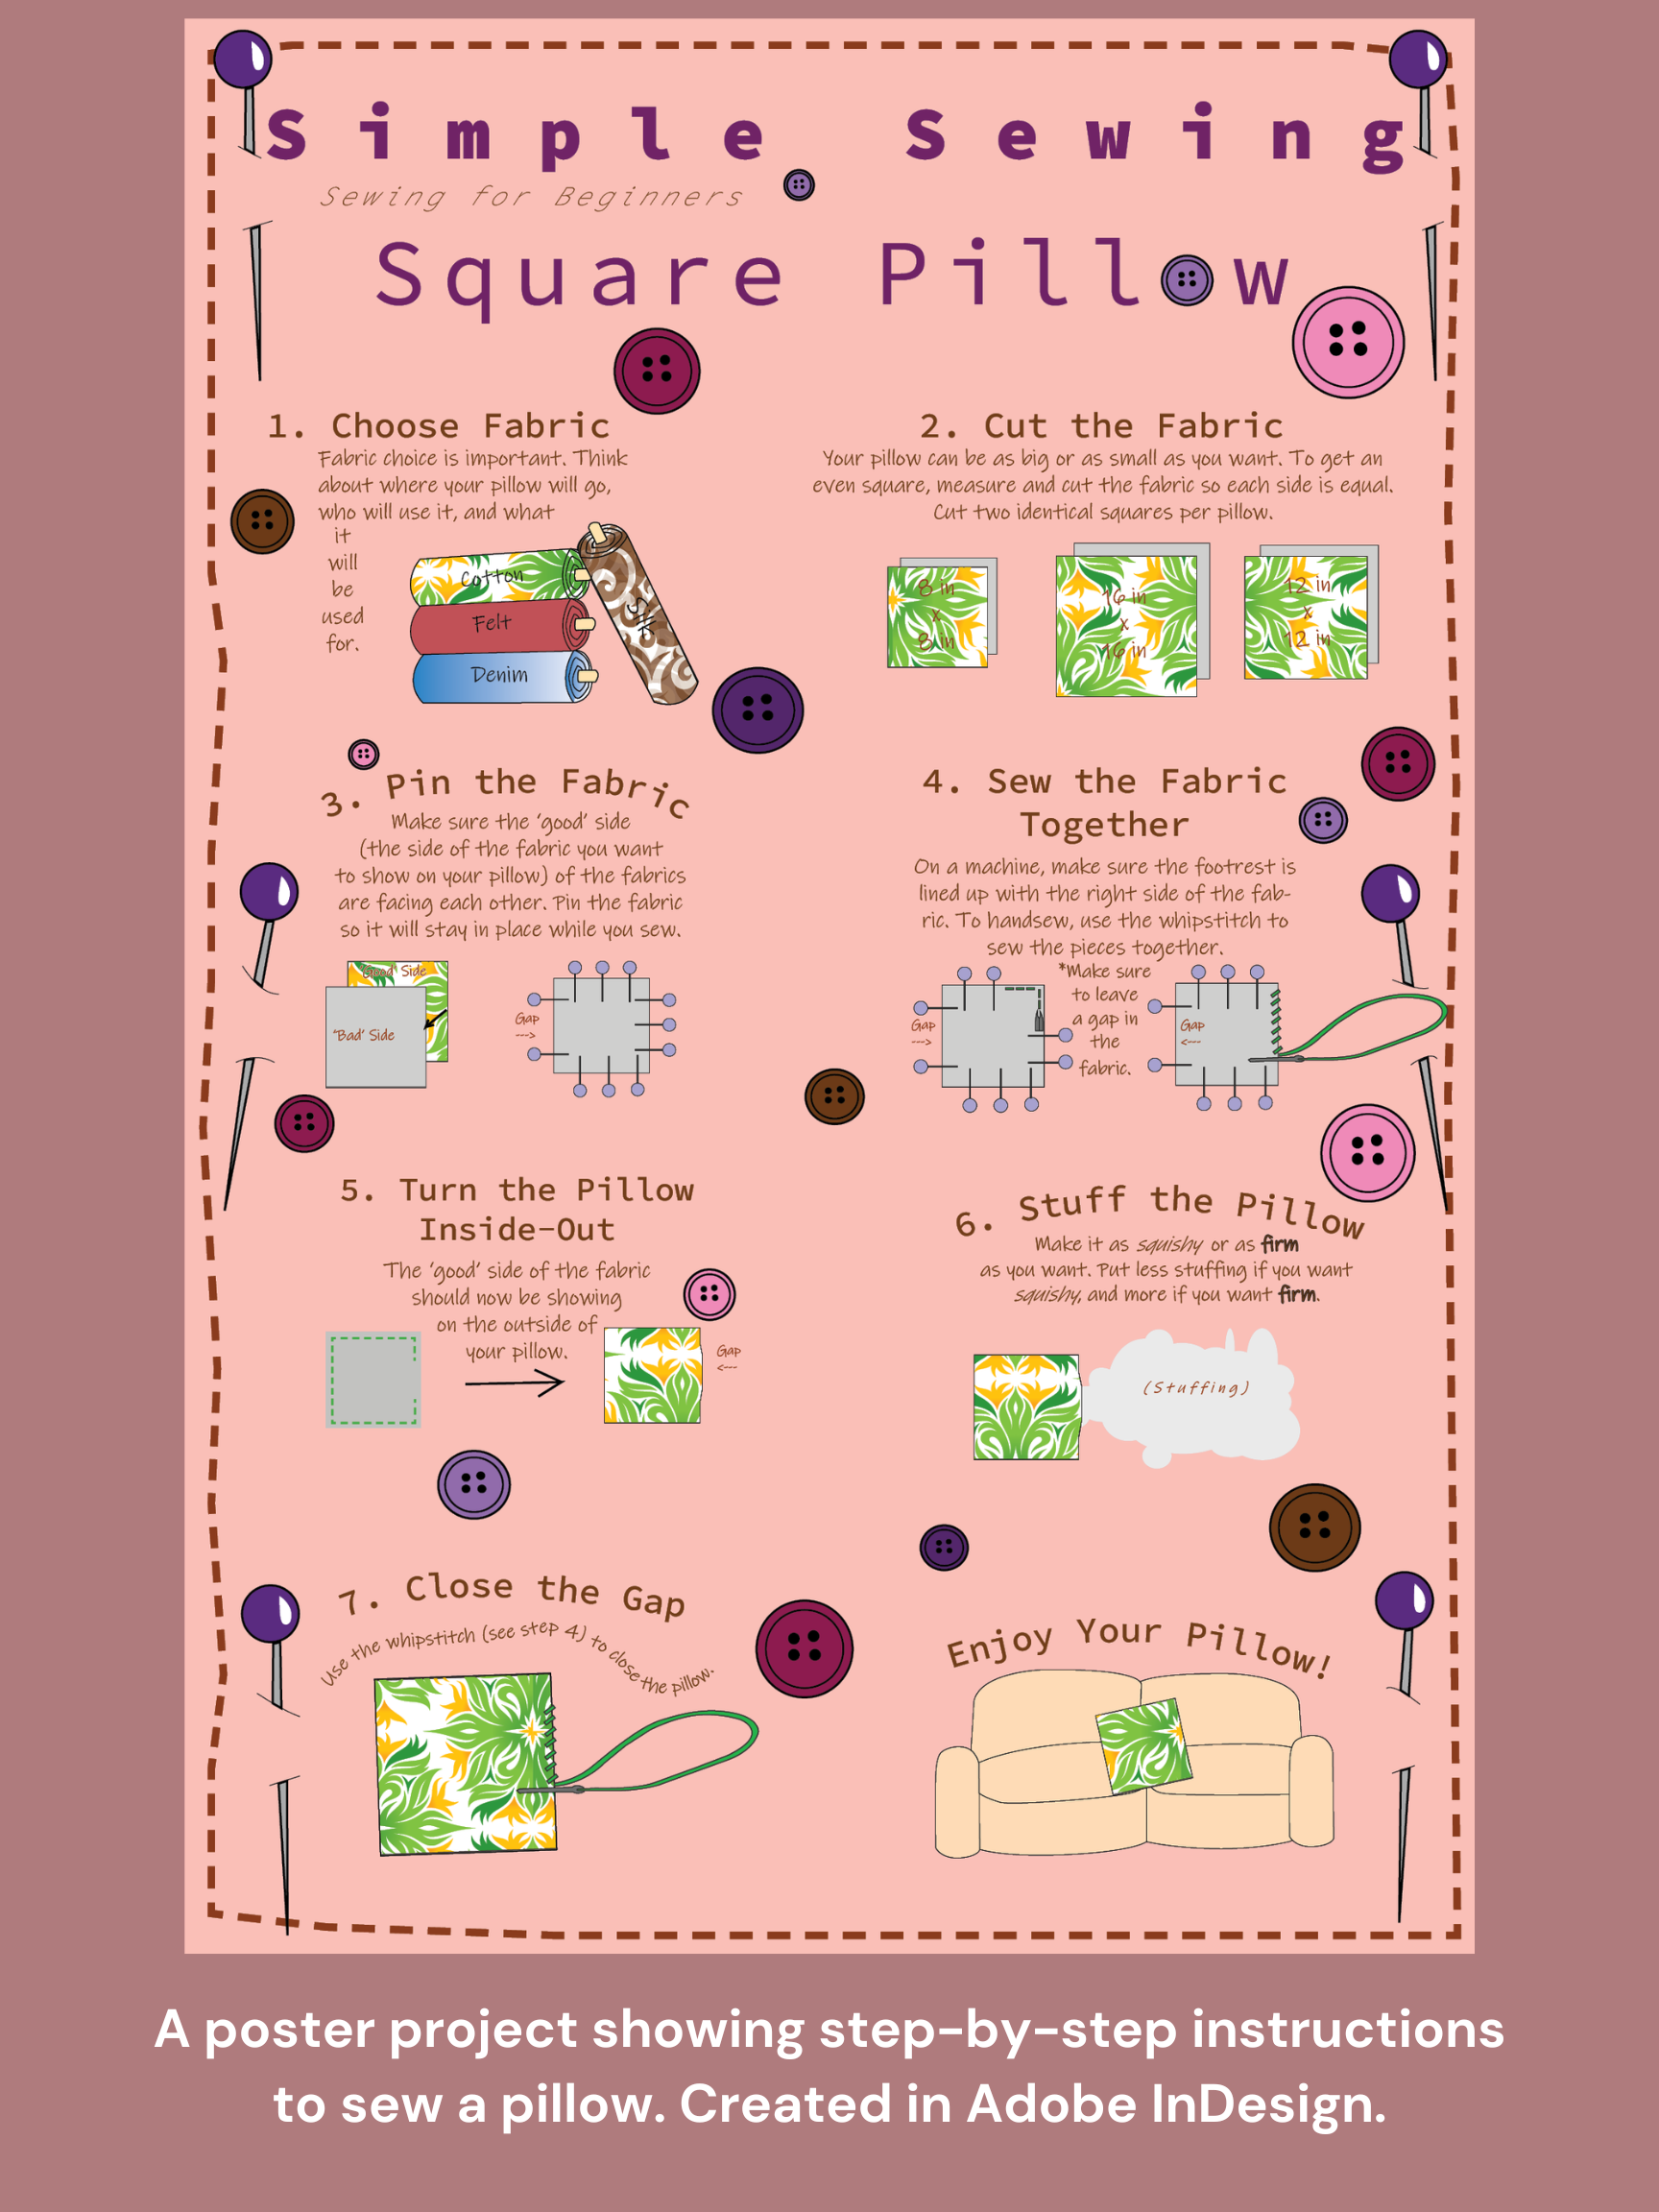 Simple Sewing
Sewing for Beginners
Square Pillow
1. Choose Fabric
Fabric choice is important. Think
about where your pillow will go,
who will use it, and what
it
will
be
used
for.
Cotton
Felt
Denim
Silk
2. Cut the Fabric
Your pillow can be as big or as small as you want. To get an
even square, measure and cut the fabric so each side is equal.
Cut two identical squares per pillow.
8 in
x
8 in
16 in
x
16 in
12 in
x
12 in
3. Pin the Fabric
Make sure the 'good' side
(the side of the fabric you want
to show on your pillow) of the fabrics
are facing each other. Pin the fabric
so it will stay in place while you sew.
'Good' Side
'Bad' Side
Gap
--->
4. Sew the Fabric
Together
On a machine, make sure the footrest is
lined up with the right side of the fab-
ric. To handsew, use the whipstitch to
sew the pieces together.
*Make sure
to leave
a gap in
the
fabric.
Gap
--->
Gap
<---
5. Turn the Pillow
Inside-Out
The 'good' side of the fabric
should now be showing
on the outside of
your pillow.
Gap
<---
6. Stuff the Pillow
Make it as squishy or as firm
as you want. Put less stuffing if you want
squishy, and more if you want firm.
(Stuffing)
7. Close the Gap
Use the whipstitch (see step 4) to close the pillow.
Enjoy Your Pillow!
A poster project showing step-by-step instructions
to sew a pillow. Created in Adobe InDesign.